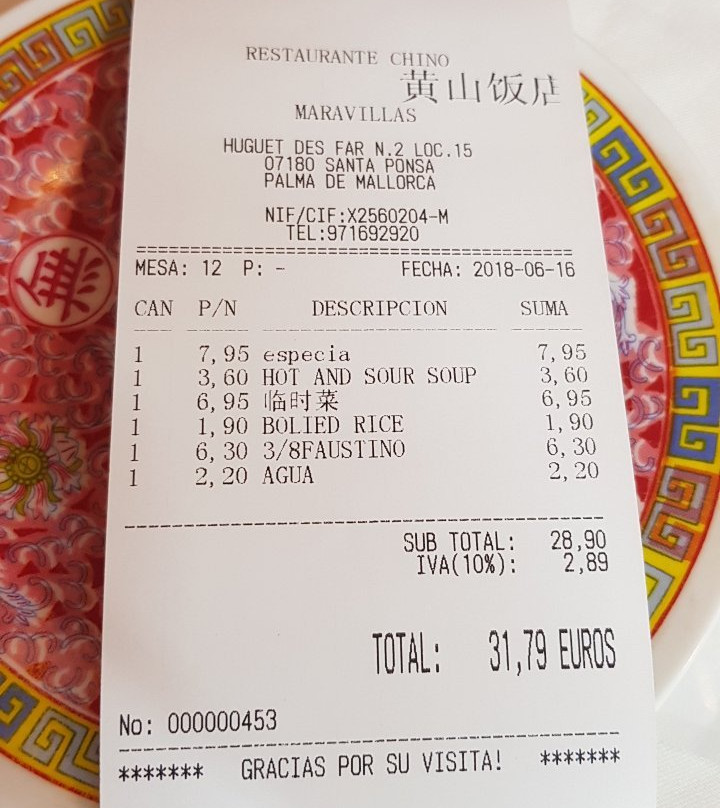 RESTAURANTE CHINO
黄山饭店
MARAVILLAS
HUGUET DES FAR N.2 LOC.15
07180 SANTA PONSA
PALMA DE MALLORCA
NIF/CIF:X2560204-M
TEL:971692920
MESA: 12 P: - FECHA: 2018-06-16
CAN P/N DESCRIPCION SUMA
1 7,95 especia 7,95
1 3,60 HOT AND SOUR SOUP 3,60
1 6,95 临时菜 6,95
1 1,90 BOLIED RICE 1,90
1 6,30 3/8FAUSTINO 6,30
1 2,20 AGUA 2,20
SUB TOTAL: 28,90
IVA(10%): 2,89
TOTAL: 31,79 EUROS
No: 000000453
******* GRACIAS POR SU VISITA! *******
無